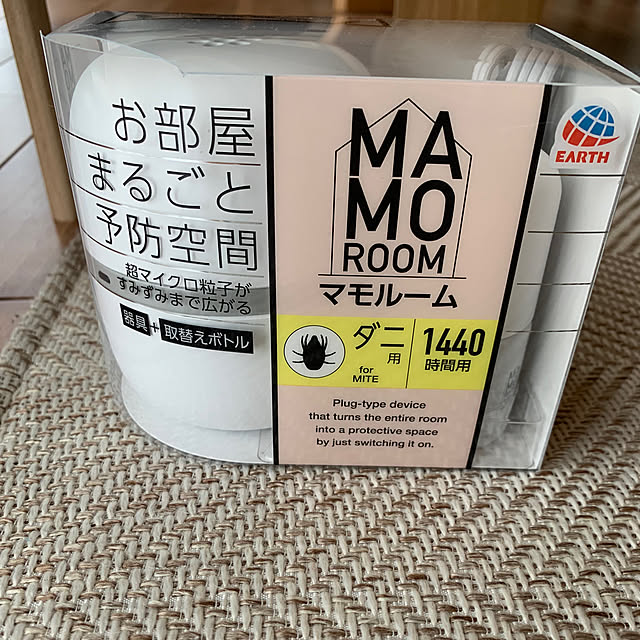 お部屋
まるごと
予防空間
超マイクロ粒子が
すみずみまで広がる
器具+取替えボトル
MA
MO
ROOM
マモルーム
ダニ用
for
MITE
1440
時間用
Plug-type device
that turns the entire room
into a protective space
by just switching it on.
EARTH